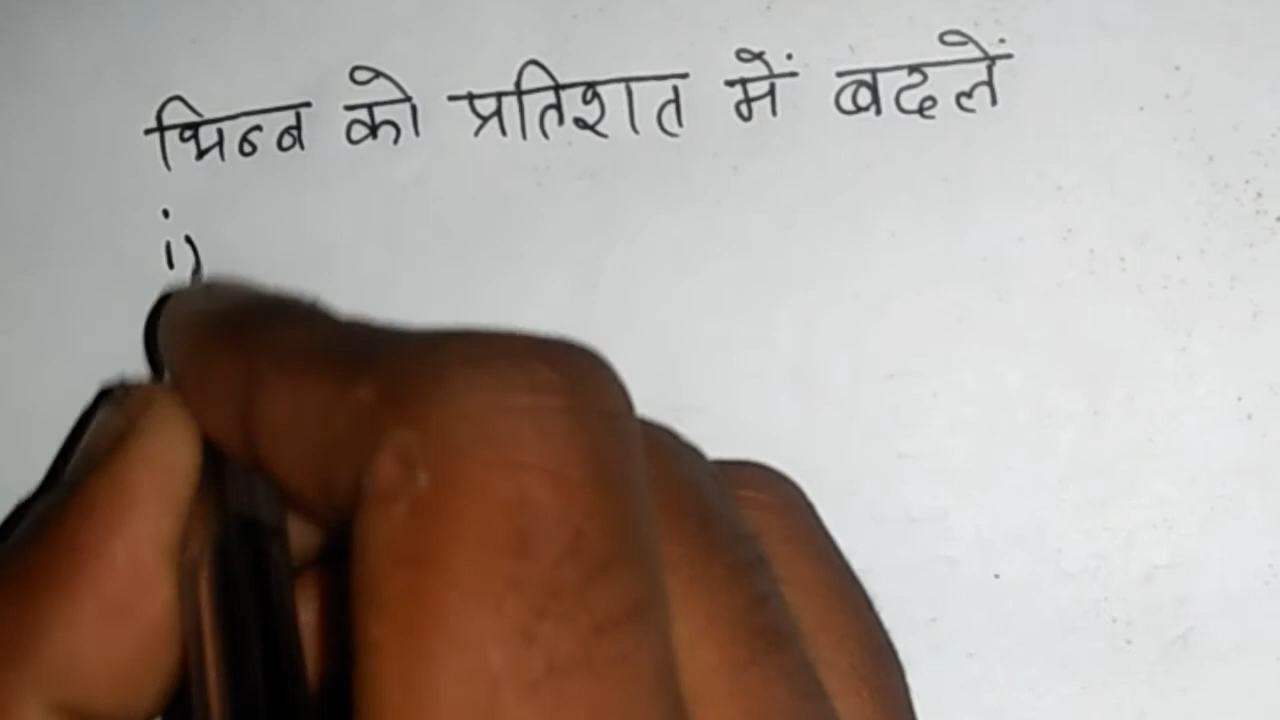 भिन्न को प्रतिशत में बदलें
i)